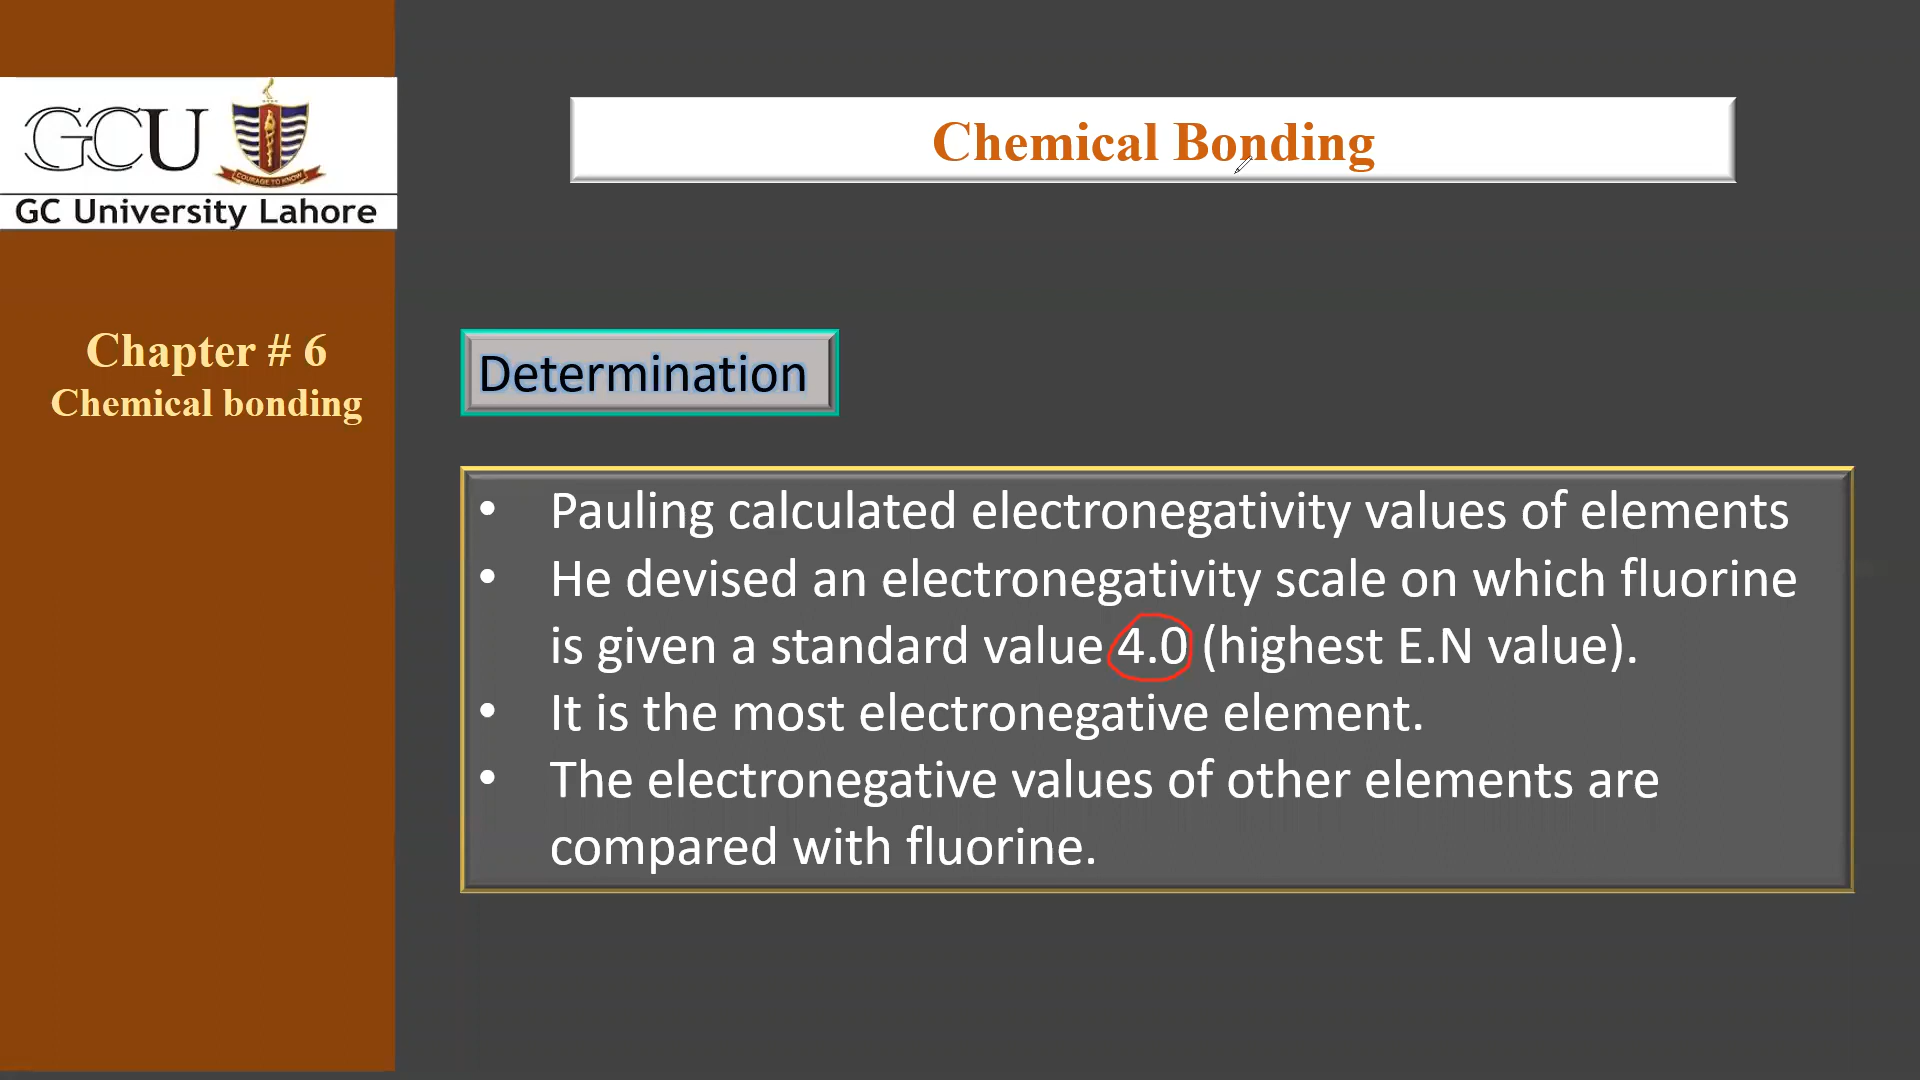 GCU
COURAGE TO KNOW
GC University Lahore
Chemical Bonding
Chapter # 6
Chemical bonding
Determination
• Pauling calculated electronegativity values of elements
• He devised an electronegativity scale on which fluorine
is given a standard value 4.0 (highest E.N value).
• It is the most electronegative element.
• The electronegative values of other elements are
compared with fluorine.